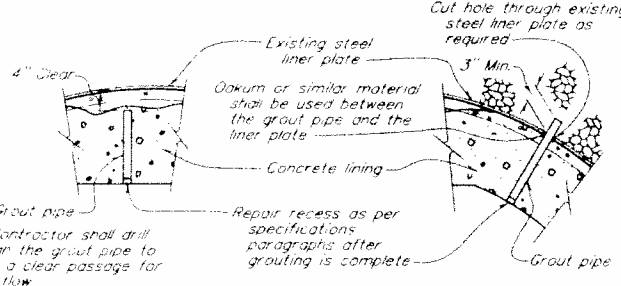 Cut hole through existing
steel liner plate as
required
Existing steel
liner plate
4" Clear
3" Min.
Oakum or similar material
shall be used between
the grout pipe and the
liner plate
Concrete lining
Grout pipe
Contractor shall drill
the grout pipe to
a clear passage for
flow
Repair recess as per
specifications
paragraphs after
grouting is complete
Grout pipe